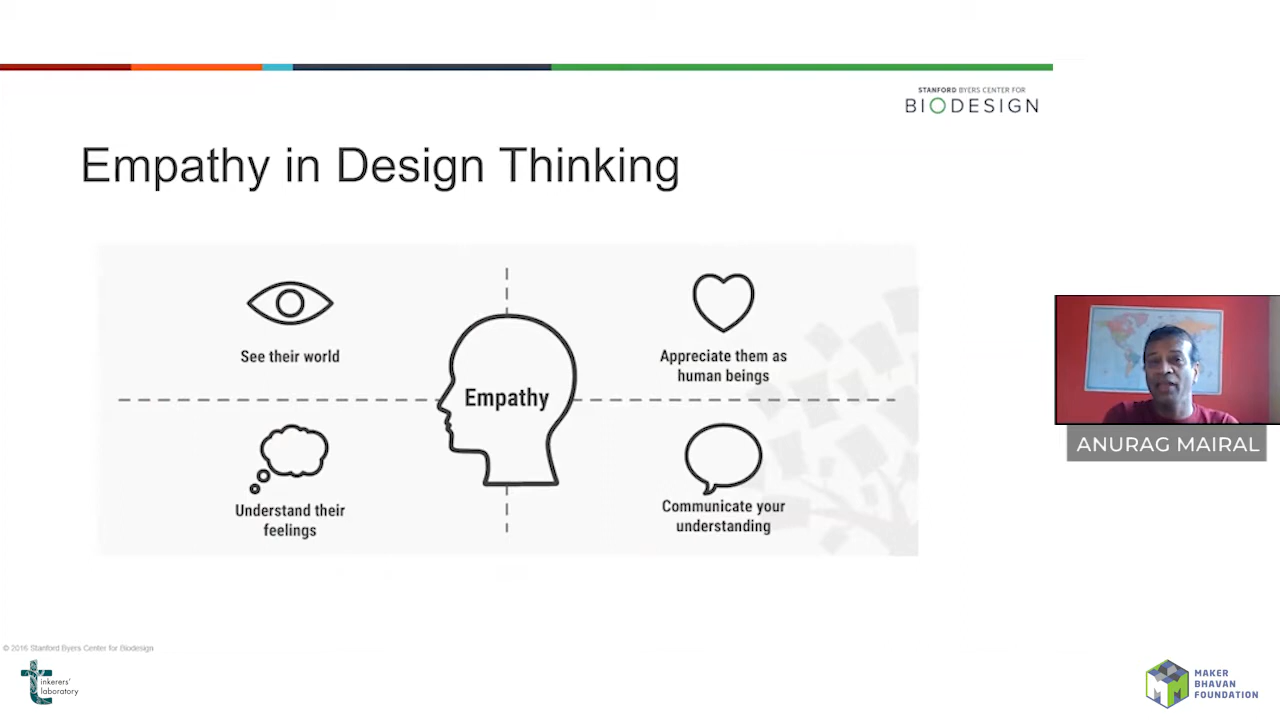 STANFORD BYERS CENTER FOR
BIODESIGN
Empathy in Design Thinking
See their world
Appreciate them as
human beings
Empathy
Understand their
feelings
Communicate your
understanding
ANURAG MAIRAL
© 2016 Stanford Byers Center for Biodesign
tinkerers'
laboratory
MAKER
BHAVAN
FOUNDATION